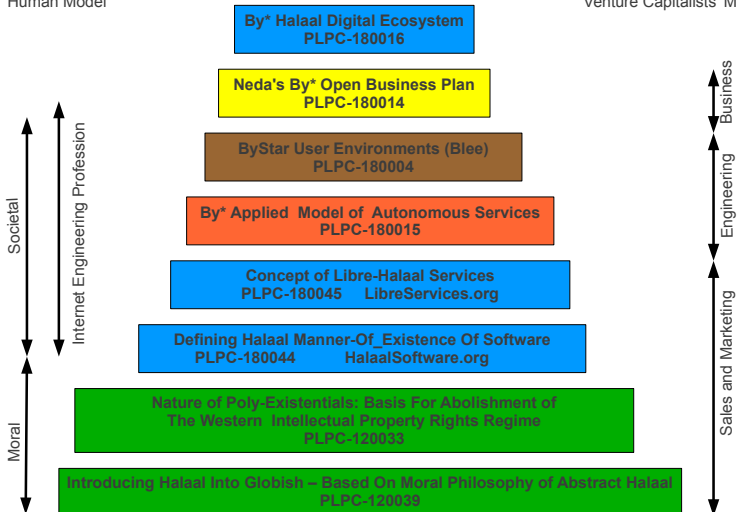 Human Model
Venture Capitalists' M
By* Halaal Digital Ecosystem
PLPC-180016
Neda's By* Open Business Plan
PLPC-180014
Business
ByStar User Environments (Blee)
PLPC-180004
Internet Engineering Profession
Engineering
Societal
By* Applied Model of Autonomous Services
PLPC-180015
Concept of Libre-Halaal Services
PLPC-180045 LibreServices.org
Defining Halaal Manner-Of_Existence Of Software
PLPC-180044 HalaalSoftware.org
Sales and Marketing
Moral
Nature of Poly-Existentials: Basis For Abolishment of
The Western Intellectual Property Rights Regime
PLPC-120033
Introducing Halaal Into Globish – Based On Moral Philosophy of Abstract Halaal
PLPC-120039